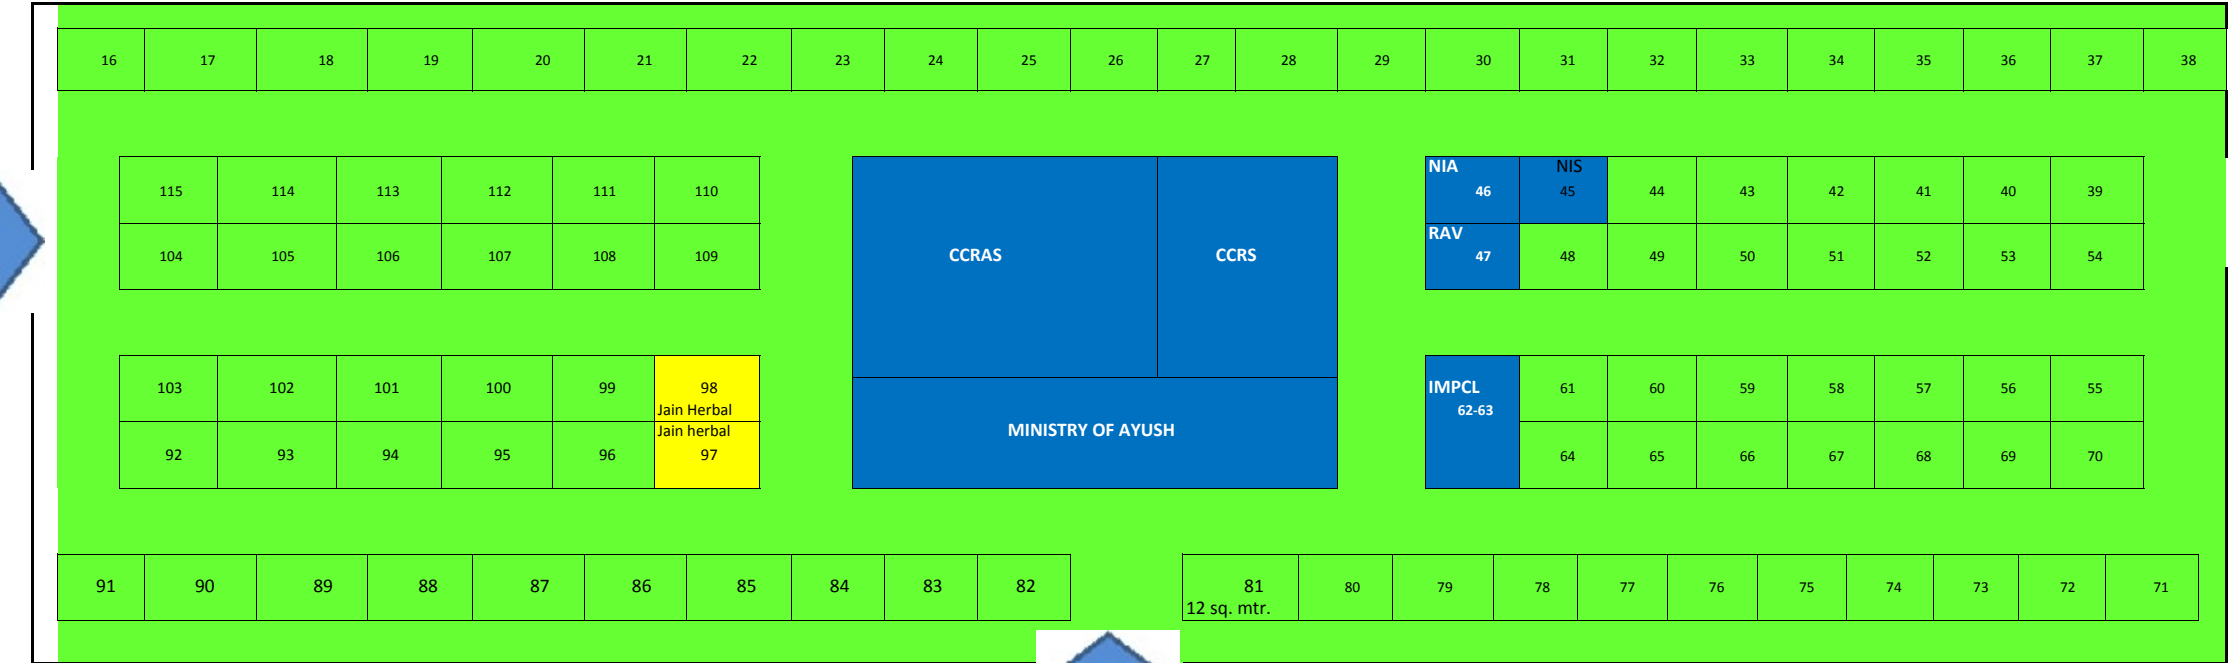 16 17 18 19 20 21 22 23 24 25 26 27 28 29 30 31 32 33 34 35 36 37 38
NIA NIS
115 114 113 112 111 110 46 45 44 43 42 41 40 39
RAV
104 105 106 107 108 109 CCRAS CCRS 47 48 49 50 51 52 53 54
103 102 101 100 99 98 IMPCL 61 60 59 58 57 56 55
Jain Herbal 62-63
Jain herbal MINISTRY OF AYUSH
92 93 94 95 96 97 64 65 66 67 68 69 70
91 90 89 88 87 86 85 84 83 82 81 80 79 78 77 76 75 74 73 72 71
12 sq. mtr.